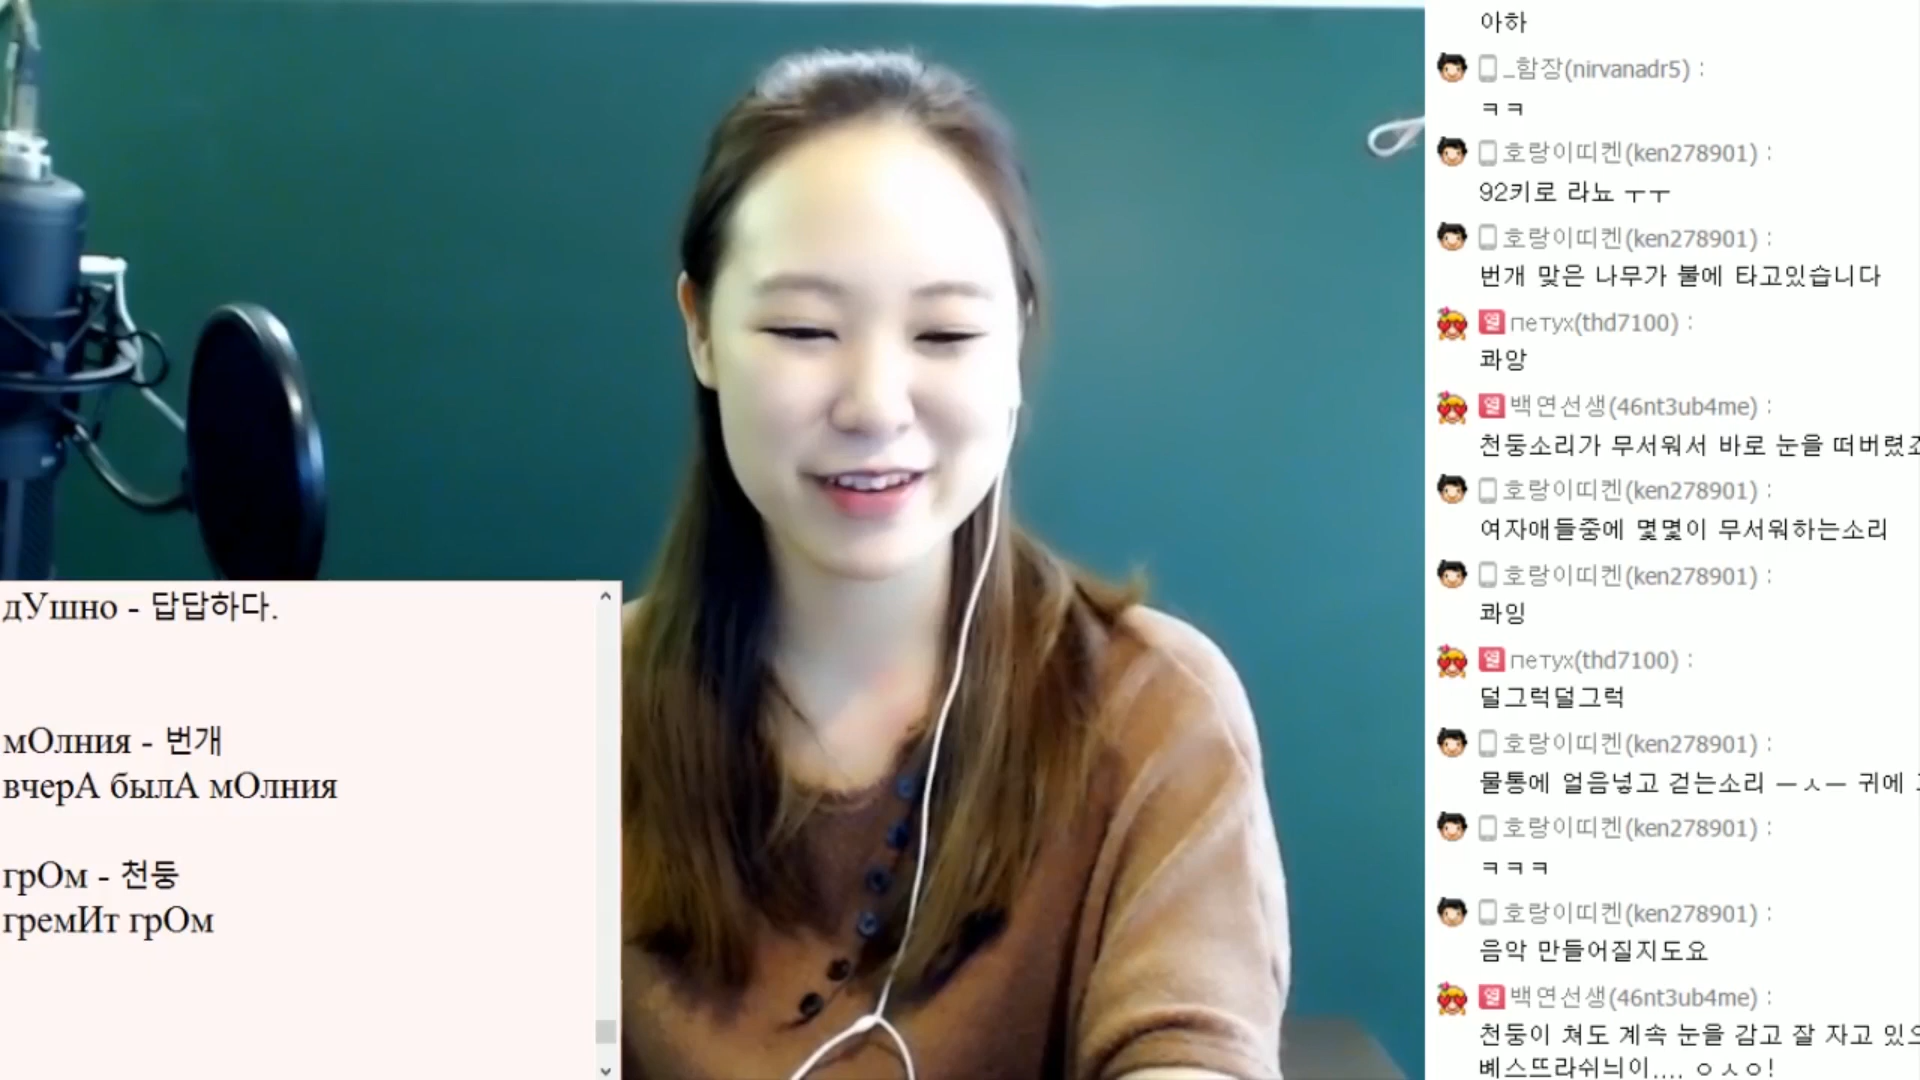 дУшно - 답답하다.
мОлния - 번개
вчерА былА мОлния
грОм - 천둥
гремИт грОм
아하
_함장(nirvanadr5) :
ㅋㅋ
호랑이띠켄(ken278901) :
92키로 라뇨 ㅜㅜ
호랑이띠켄(ken278901) :
번개 맞은 나무가 불에 타고있습니다
열 петух(thd7100) :
콰앙
열 백연선생(46nt3ub4me) :
천둥소리가 무서워서 바로 눈을 떠버렸죠
호랑이띠켄(ken278901) :
여자애들중에 몇몇이 무서워하는소리
호랑이띠켄(ken278901) :
콰잉
열 петух(thd7100) :
덜그럭덜그럭
호랑이띠켄(ken278901) :
물통에 얼음넣고 걷는소리 ㅡㅅㅡ 귀에
호랑이띠켄(ken278901) :
ㅋㅋㅋ
호랑이띠켄(ken278901) :
음악 만들어질지도요
열 백연선생(46nt3ub4me) :
천둥이 쳐도 계속 눈을 감고 잘 자고 있으
볘스뜨라쉬늬이.... ㅇㅅㅇ!